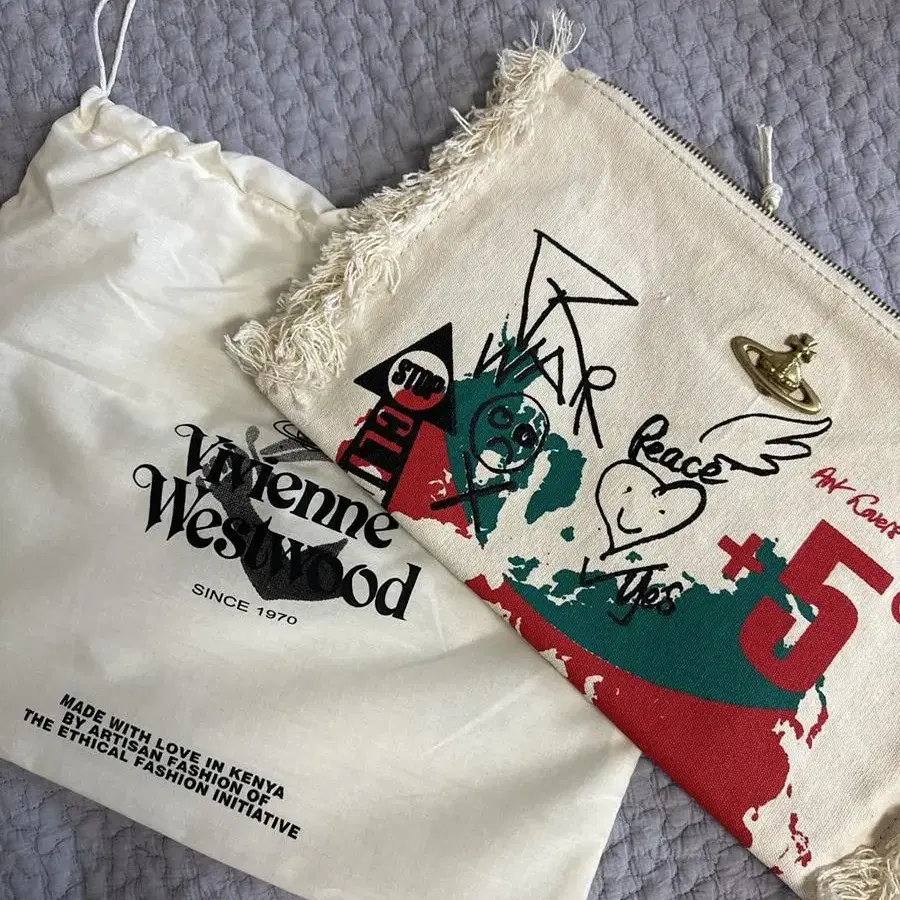 Vivienne
Westwood
SINCE 1970
MADE WITH LOVE IN KENYA
BY ARTISAN FASHION OF
THE ETHICAL FASHION INITIATIVE
STOP
WAR
Peace
Yes
+5